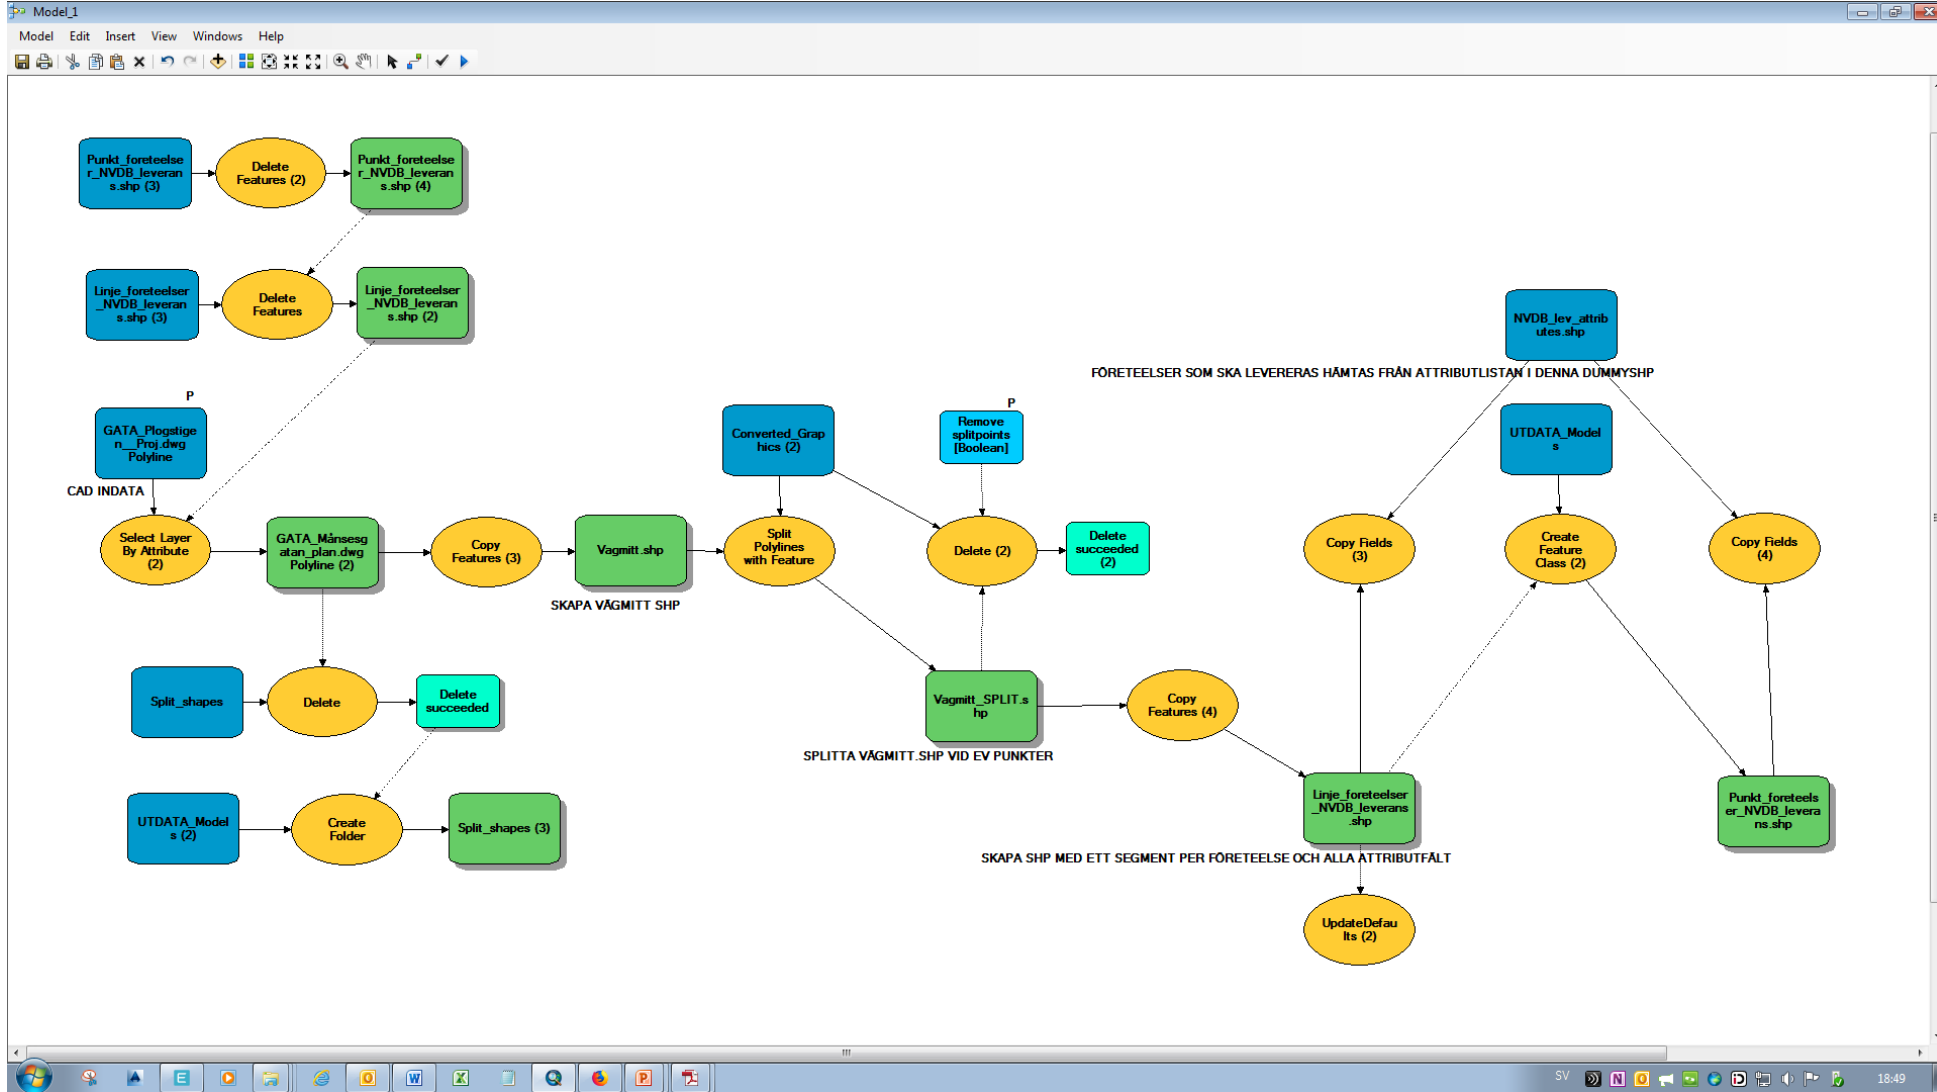 Model_1
Model Edit Insert View Windows Help
Punkt_foreteelse
r_NVDB_leveran
s.shp (3)
Delete
Features (2)
Punkt_foreteelse
r_NVDB_leveran
s.shp (4)
Linje_foreteelser
_NVDB_leveran
s.shp (3)
Delete
Features
Linje_foreteelser
_NVDB_leveran
s.shp (2)
NVDB_lev_attrib
utes.shp
FÖRETEELSER SOM SKA LEVERERAS HÄMTAS FRÅN ATTRIBUTLISTAN I DENNA DUMMYSHP
P
GATA_Plogstige
n__Proj.dwg
Polyline
CAD INDATA
Converted_Gra
phics (2)
P
Remove
splitpoints
[Boolean]
UTDATA_Model
s
Select Layer
By Attribute
(2)
GATA_Månsesg
atan_plan.dwg
Polyline (2)
Copy
Features (3)
Vagmitt.shp
SKAPA VÄGMITT SHP
Split
Polylines
with Feature
Delete (2)
Delete
succeeded
(2)
Copy Fields
(3)
Create
Feature
Class (2)
Copy Fields
(4)
Split_shapes
Delete
Delete
succeeded
Vagmitt_SPLIT.s
hp
SPLITTA VÄGMITT.SHP VID EV PUNKTER
Copy
Features (4)
UTDATA_Model
s (2)
Create
Folder
Split_shapes (3)
Linje_foreteelser
_NVDB_leverans
.shp
SKAPA SHP MED ETT SEGMENT PER FÖRETEELSE OCH ALLA ATTRIBUTFÄLT
Punkt_foreteels
er_NVDB_levera
ns.shp
UpdateDefau
lts (2)
SV
18:49